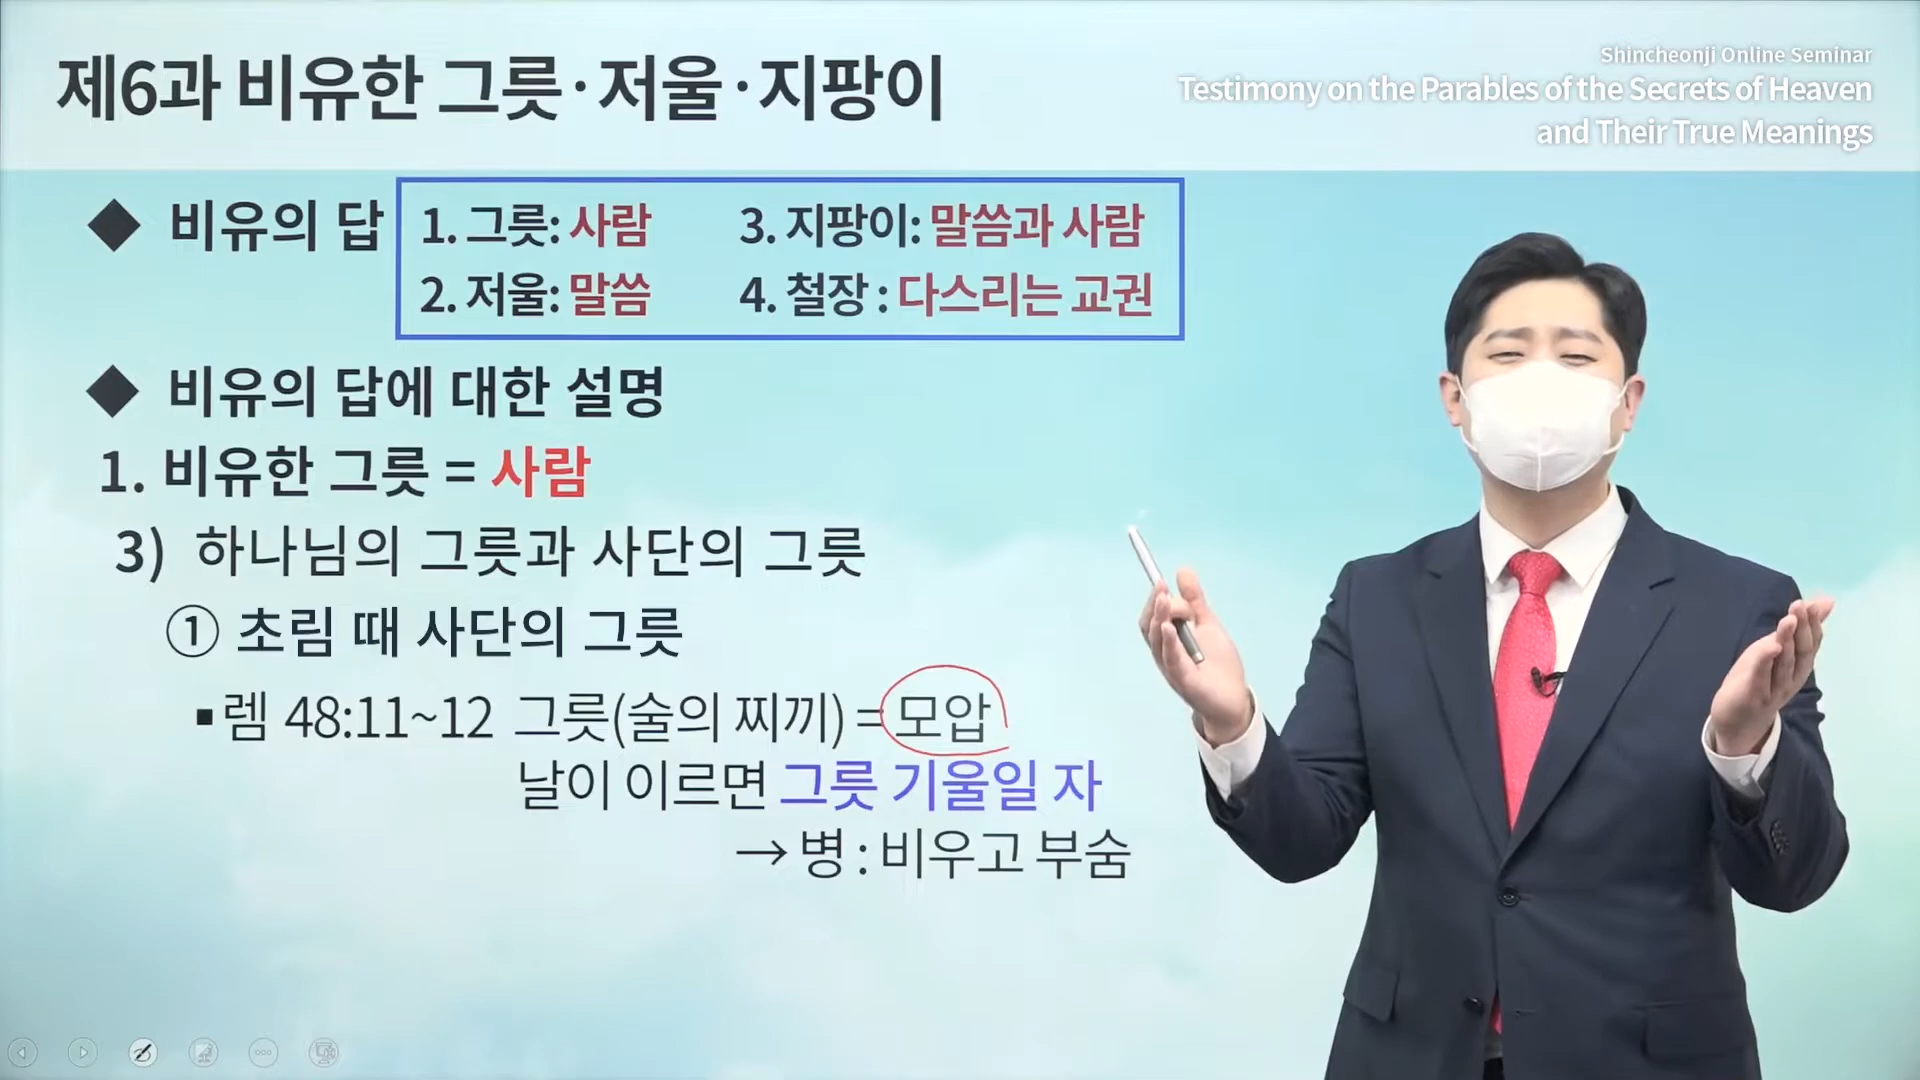 제6과 비유한 그릇·저울·지팡이
Shincheonji Online Seminar
Testimony on the Parables of the Secrets of Heaven
and Their True Meanings
◆ 비유의 답
1. 그릇: 사람 3. 지팡이: 말씀과 사람
2. 저울: 말씀 4. 철장 : 다스리는 교권
◆ 비유의 답에 대한 설명
1. 비유한 그릇 = 사람
3) 하나님의 그릇과 사단의 그릇
① 초림 때 사단의 그릇
▪렘 48:11~12 그릇(술의 찌끼) = 모압
날이 이르면 그릇 기울일 자
→ 병 : 비우고 부숨